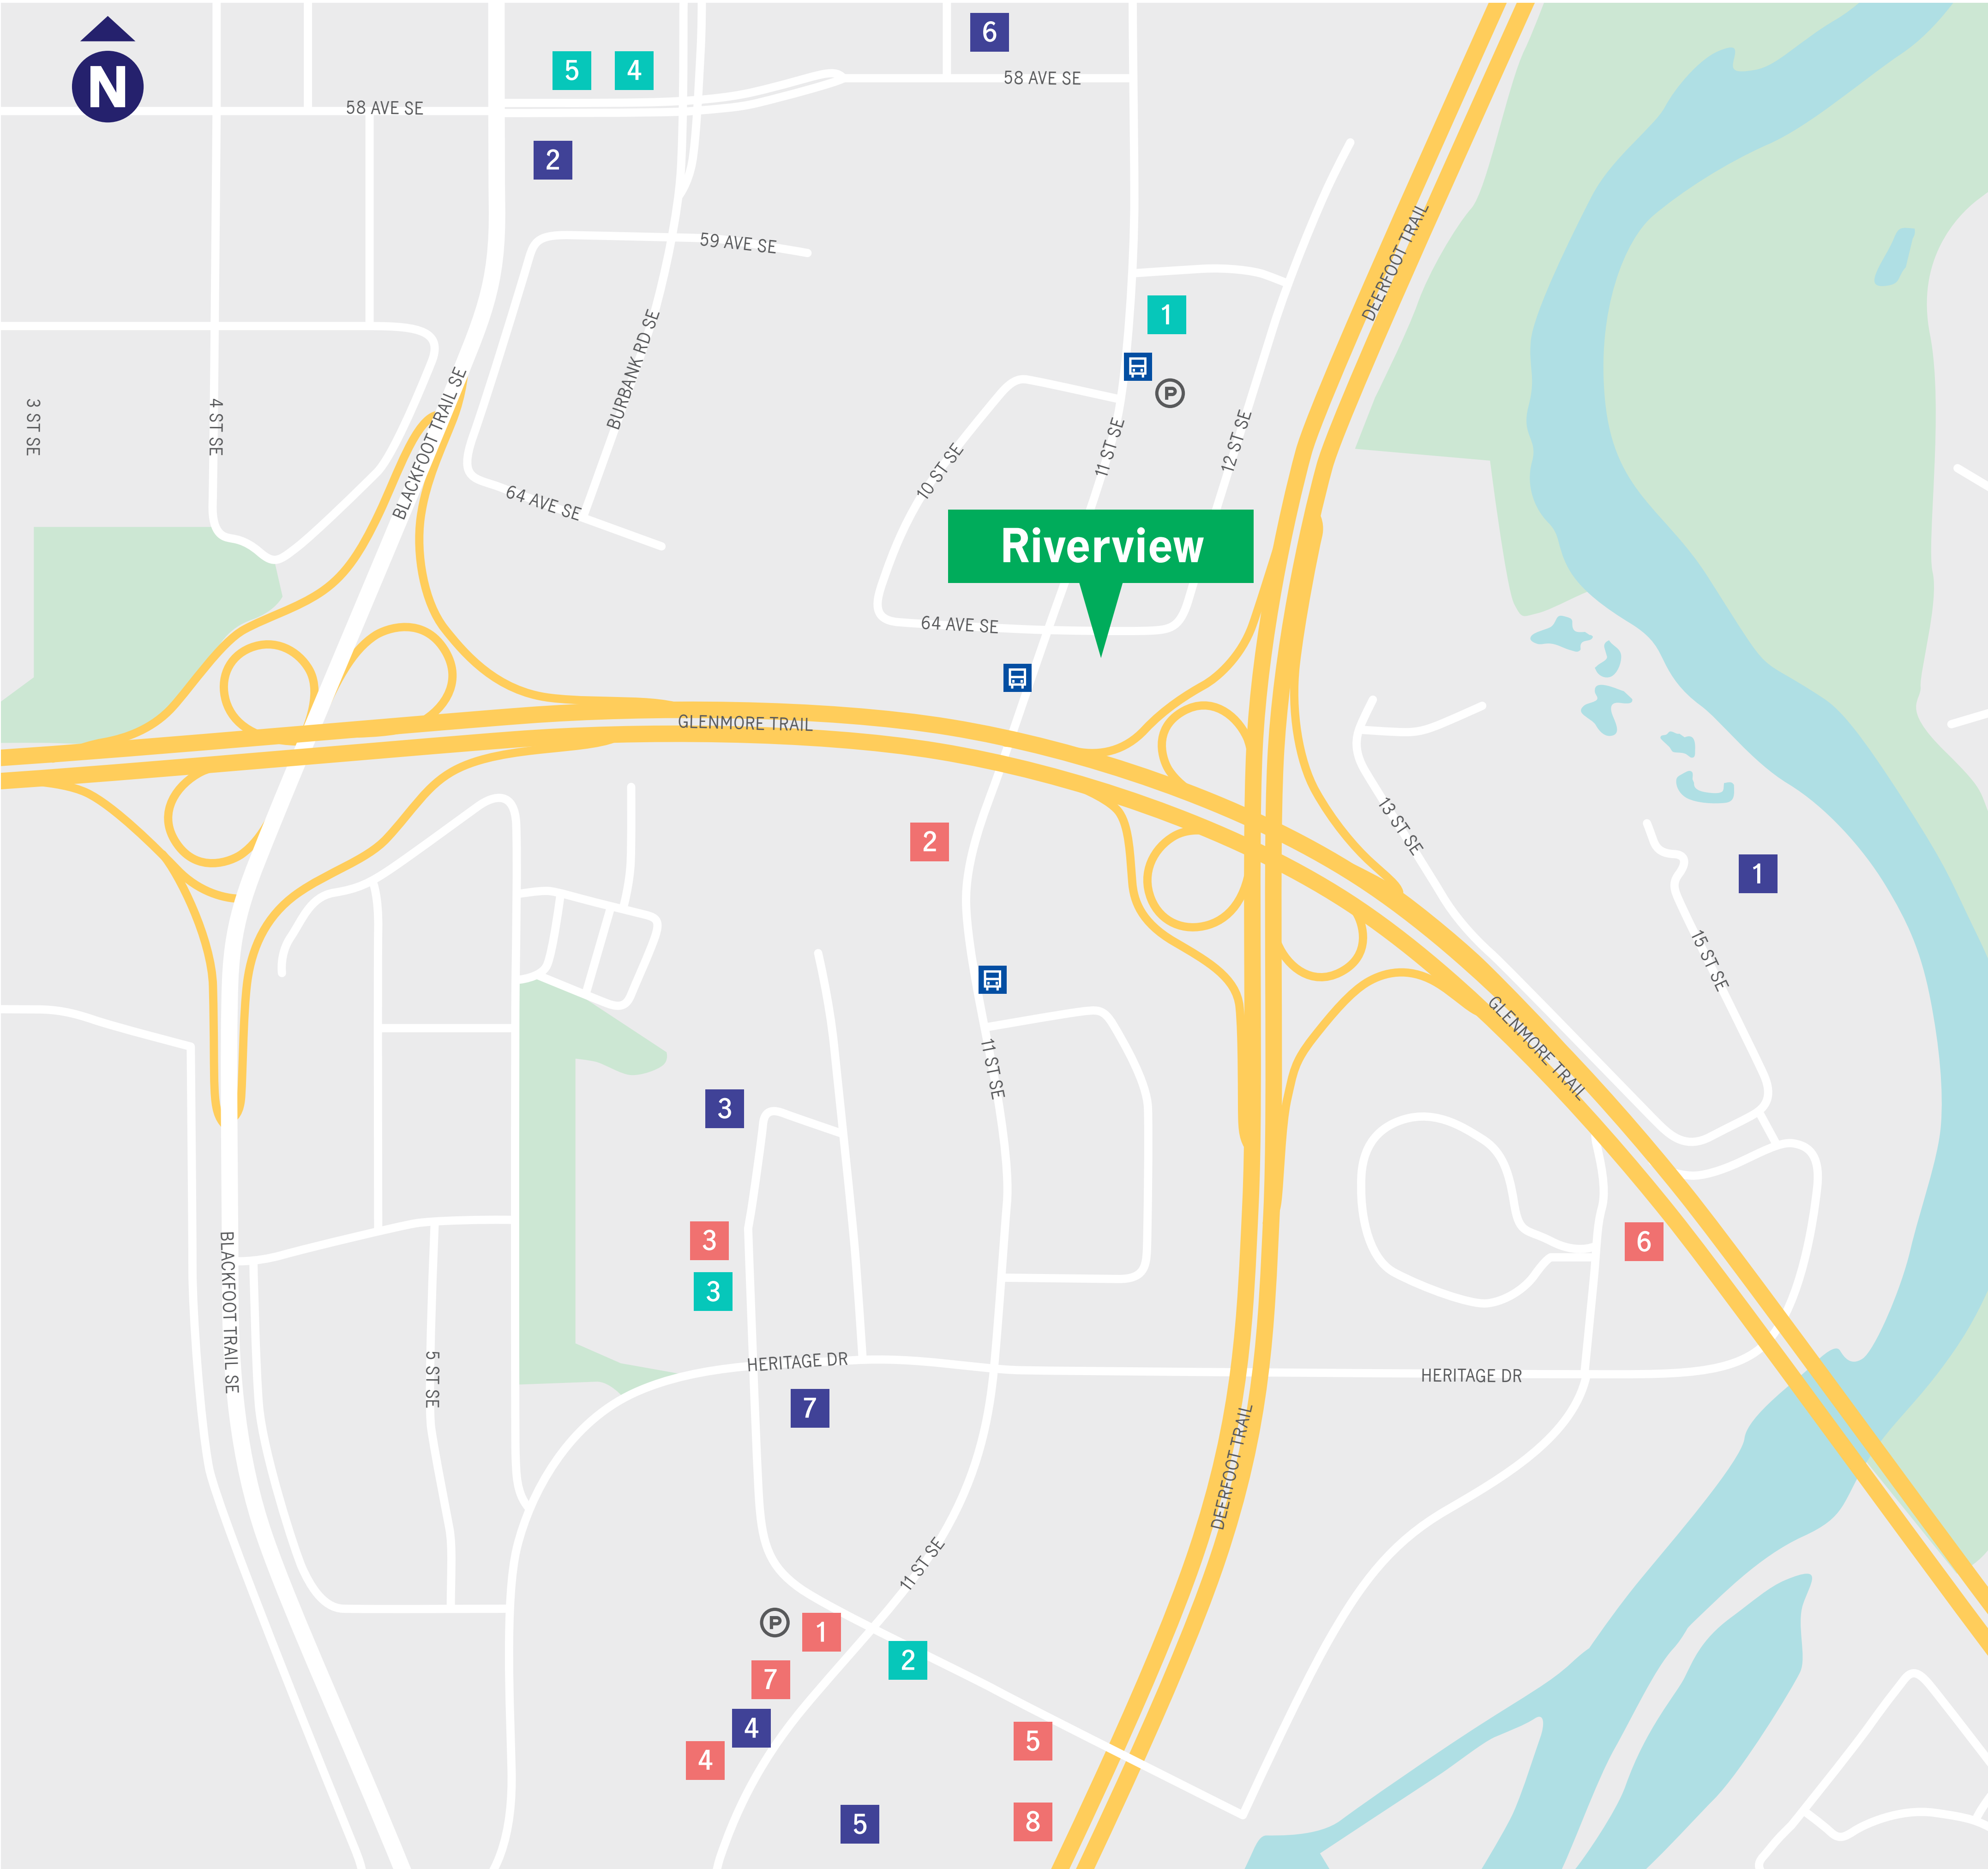 N
6
5
4
58 AVE SE
58 AVE SE
2
59 AVE SE
DEERFOOT TRAIL
1
BURBANK RD SE
P
BLACKFOOT TRAIL SE
3 ST SE
4 ST SE
10 ST SE
11 ST SE
12 ST SE
64 AVE SE
Riverview
64 AVE SE
GLENMORE TRAIL
13 ST SE
2
1
15 ST SE
GLENMORE TRAIL
11 ST SE
3
3
6
3
BLACKFOOT TRAIL SE
5 ST SE
HERITAGE DR
HERITAGE DR
7
DEERFOOT TRAIL
11 ST SE
P
1
2
7
4
5
4
8
5